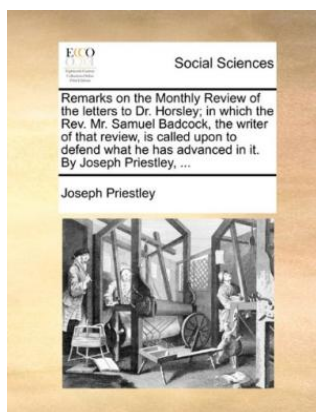 ECCO
Social Sciences
Remarks on the Monthly Review of
the letters to Dr. Horsley; in which the
Rev. Mr. Samuel Badcock, the writer
of that review, is called upon to
defend what he has advanced in it.
By Joseph Priestley, ...
Joseph Priestley